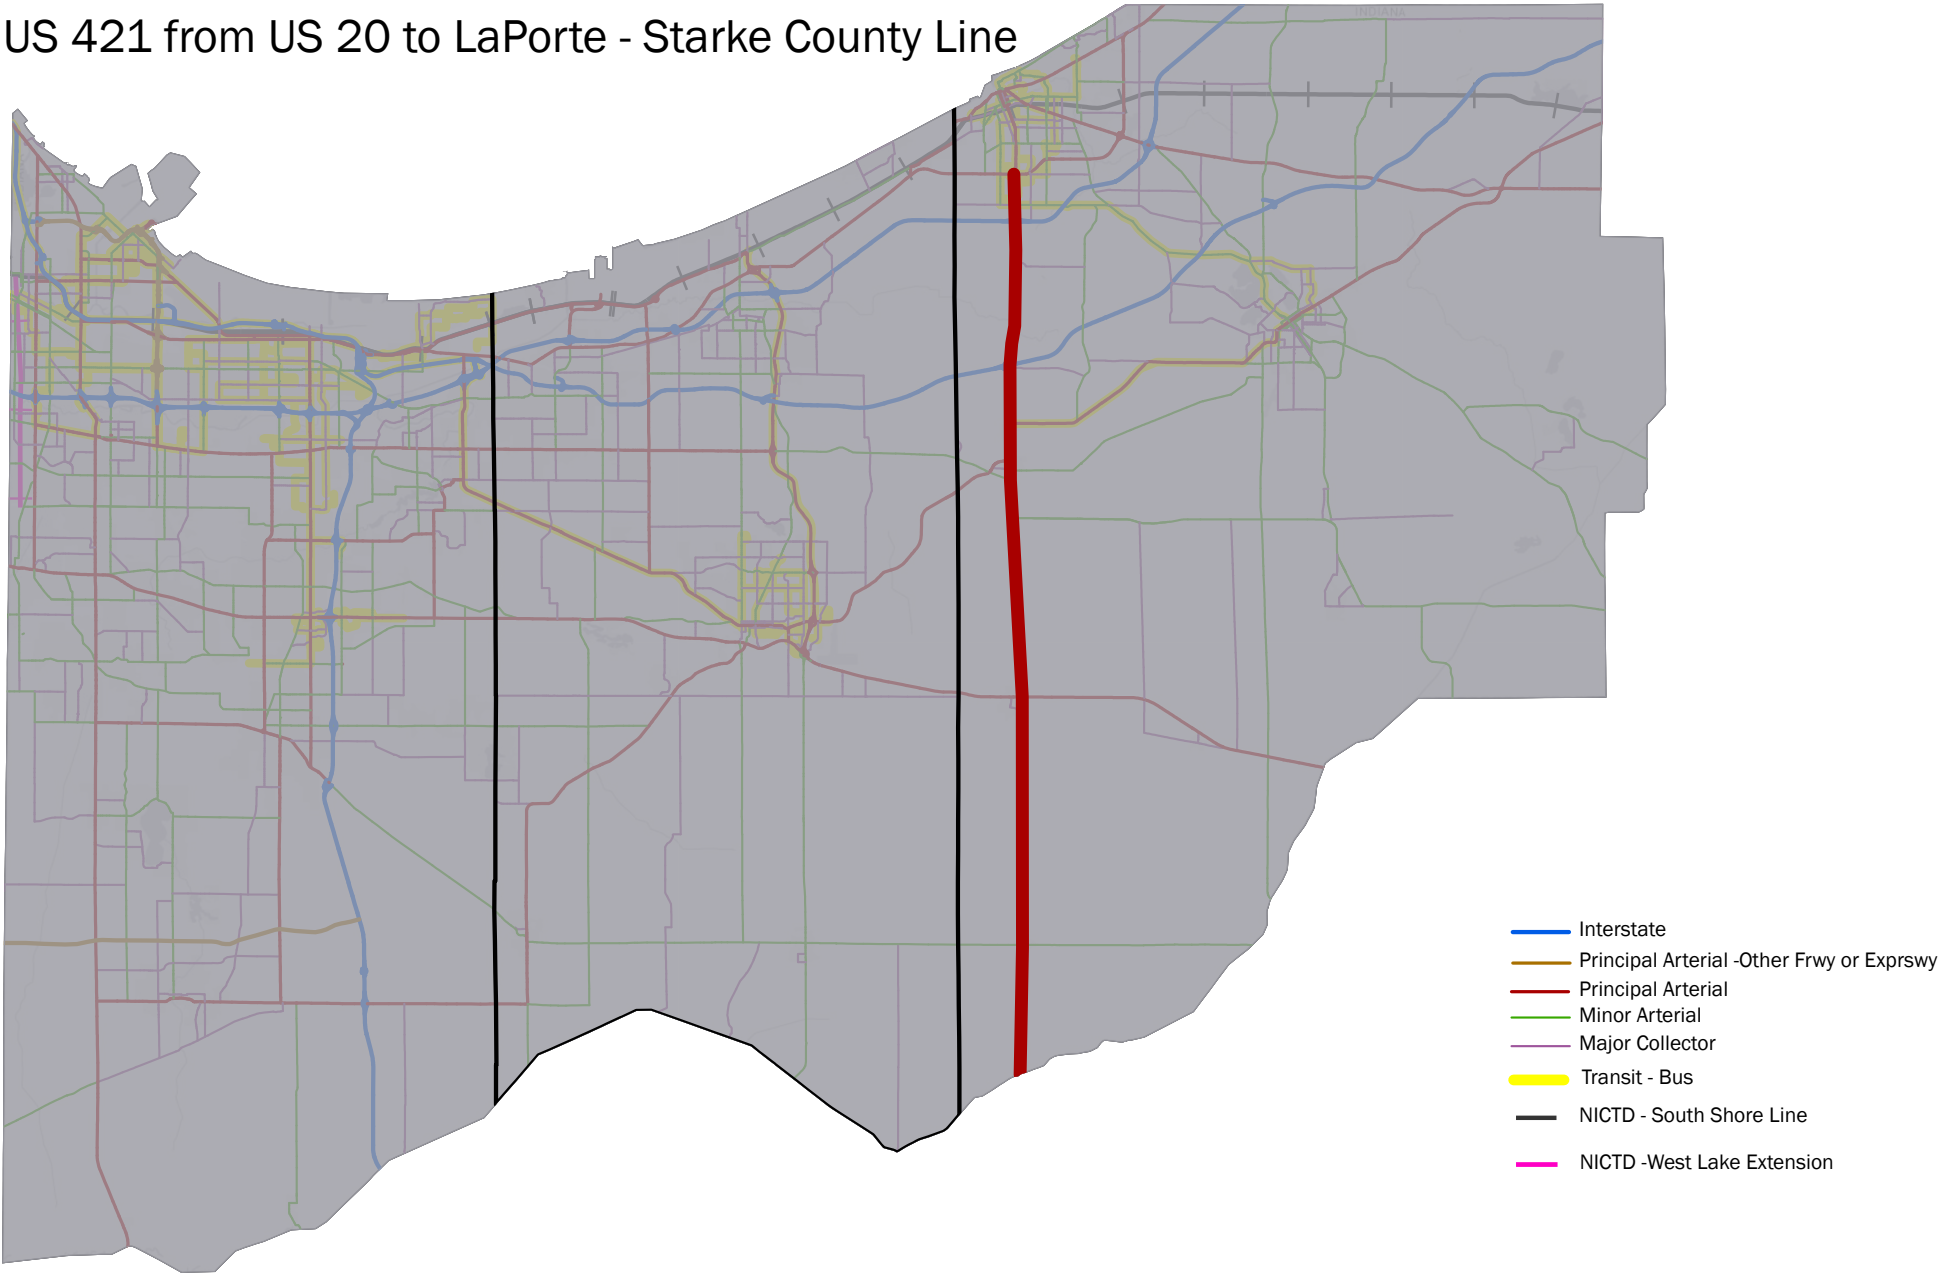 US 421 from US 20 to LaPorte - Starke County Line
INDIANA
Interstate
Principal Arterial -Other Frwy or Exprswy
Principal Arterial
Minor Arterial
Major Collector
Transit - Bus
NICTD - South Shore Line
NICTD -West Lake Extension